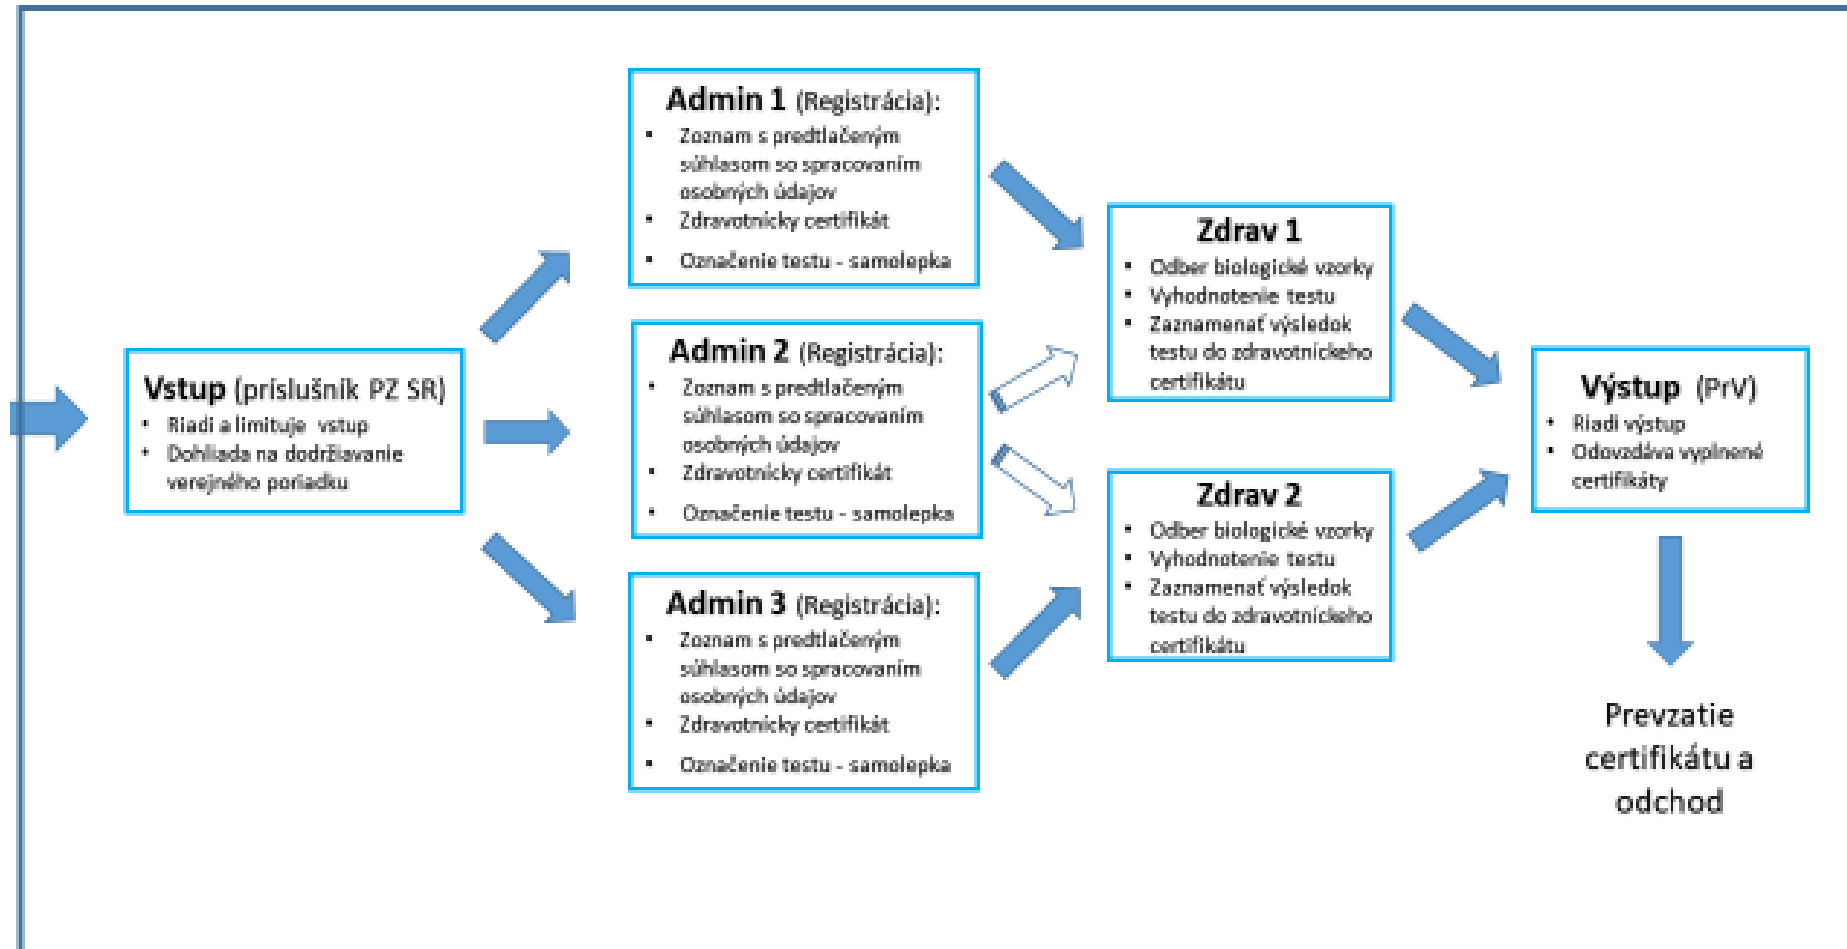 Vstup (príslušník PZ SR)
• Riadi a limituje vstup
• Dohliada na dodržiavanie
verejného poriadku
Admin 1 (Registrácia):
• Zoznam s predtlačeným
súhlasom so spracovaním
osobných údajov
• Zdravotnícky certifikát
• Označenie testu - samolepka
Admin 2 (Registrácia):
• Zoznam s predtlačeným
súhlasom so spracovaním
osobných údajov
• Zdravotnícky certifikát
• Označenie testu - samolepka
Admin 3 (Registrácia):
• Zoznam s predtlačeným
súhlasom so spracovaním
osobných údajov
• Zdravotnícky certifikát
• Označenie testu - samolepka
Zdrav 1
• Odber biologické vzorky
• Vyhodnotenie testu
• Zaznamenať výsledok
testu do zdravotníckeho
certifikátu
Zdrav 2
• Odber biologické vzorky
• Vyhodnotenie testu
• Zaznamenať výsledok
testu do zdravotníckeho
certifikátu
Výstup (PrV)
• Riadi výstup
• Odovzdáva vyplnené
certifikáty
Prevzatie
certifikátu a
odchod